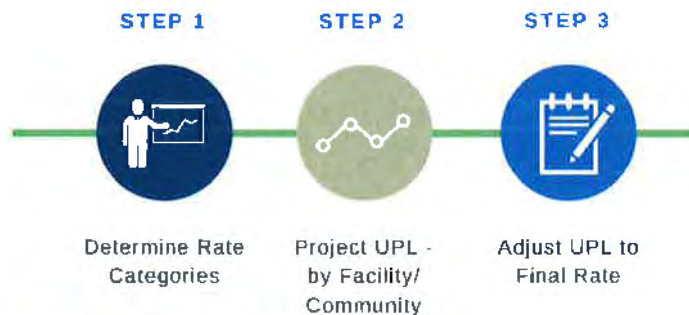 STEP 1
STEP 2
STEP 3
Determine Rate
Categories
Project UPL -
by Facility/
Community
Adjust UPL to
Final Rate